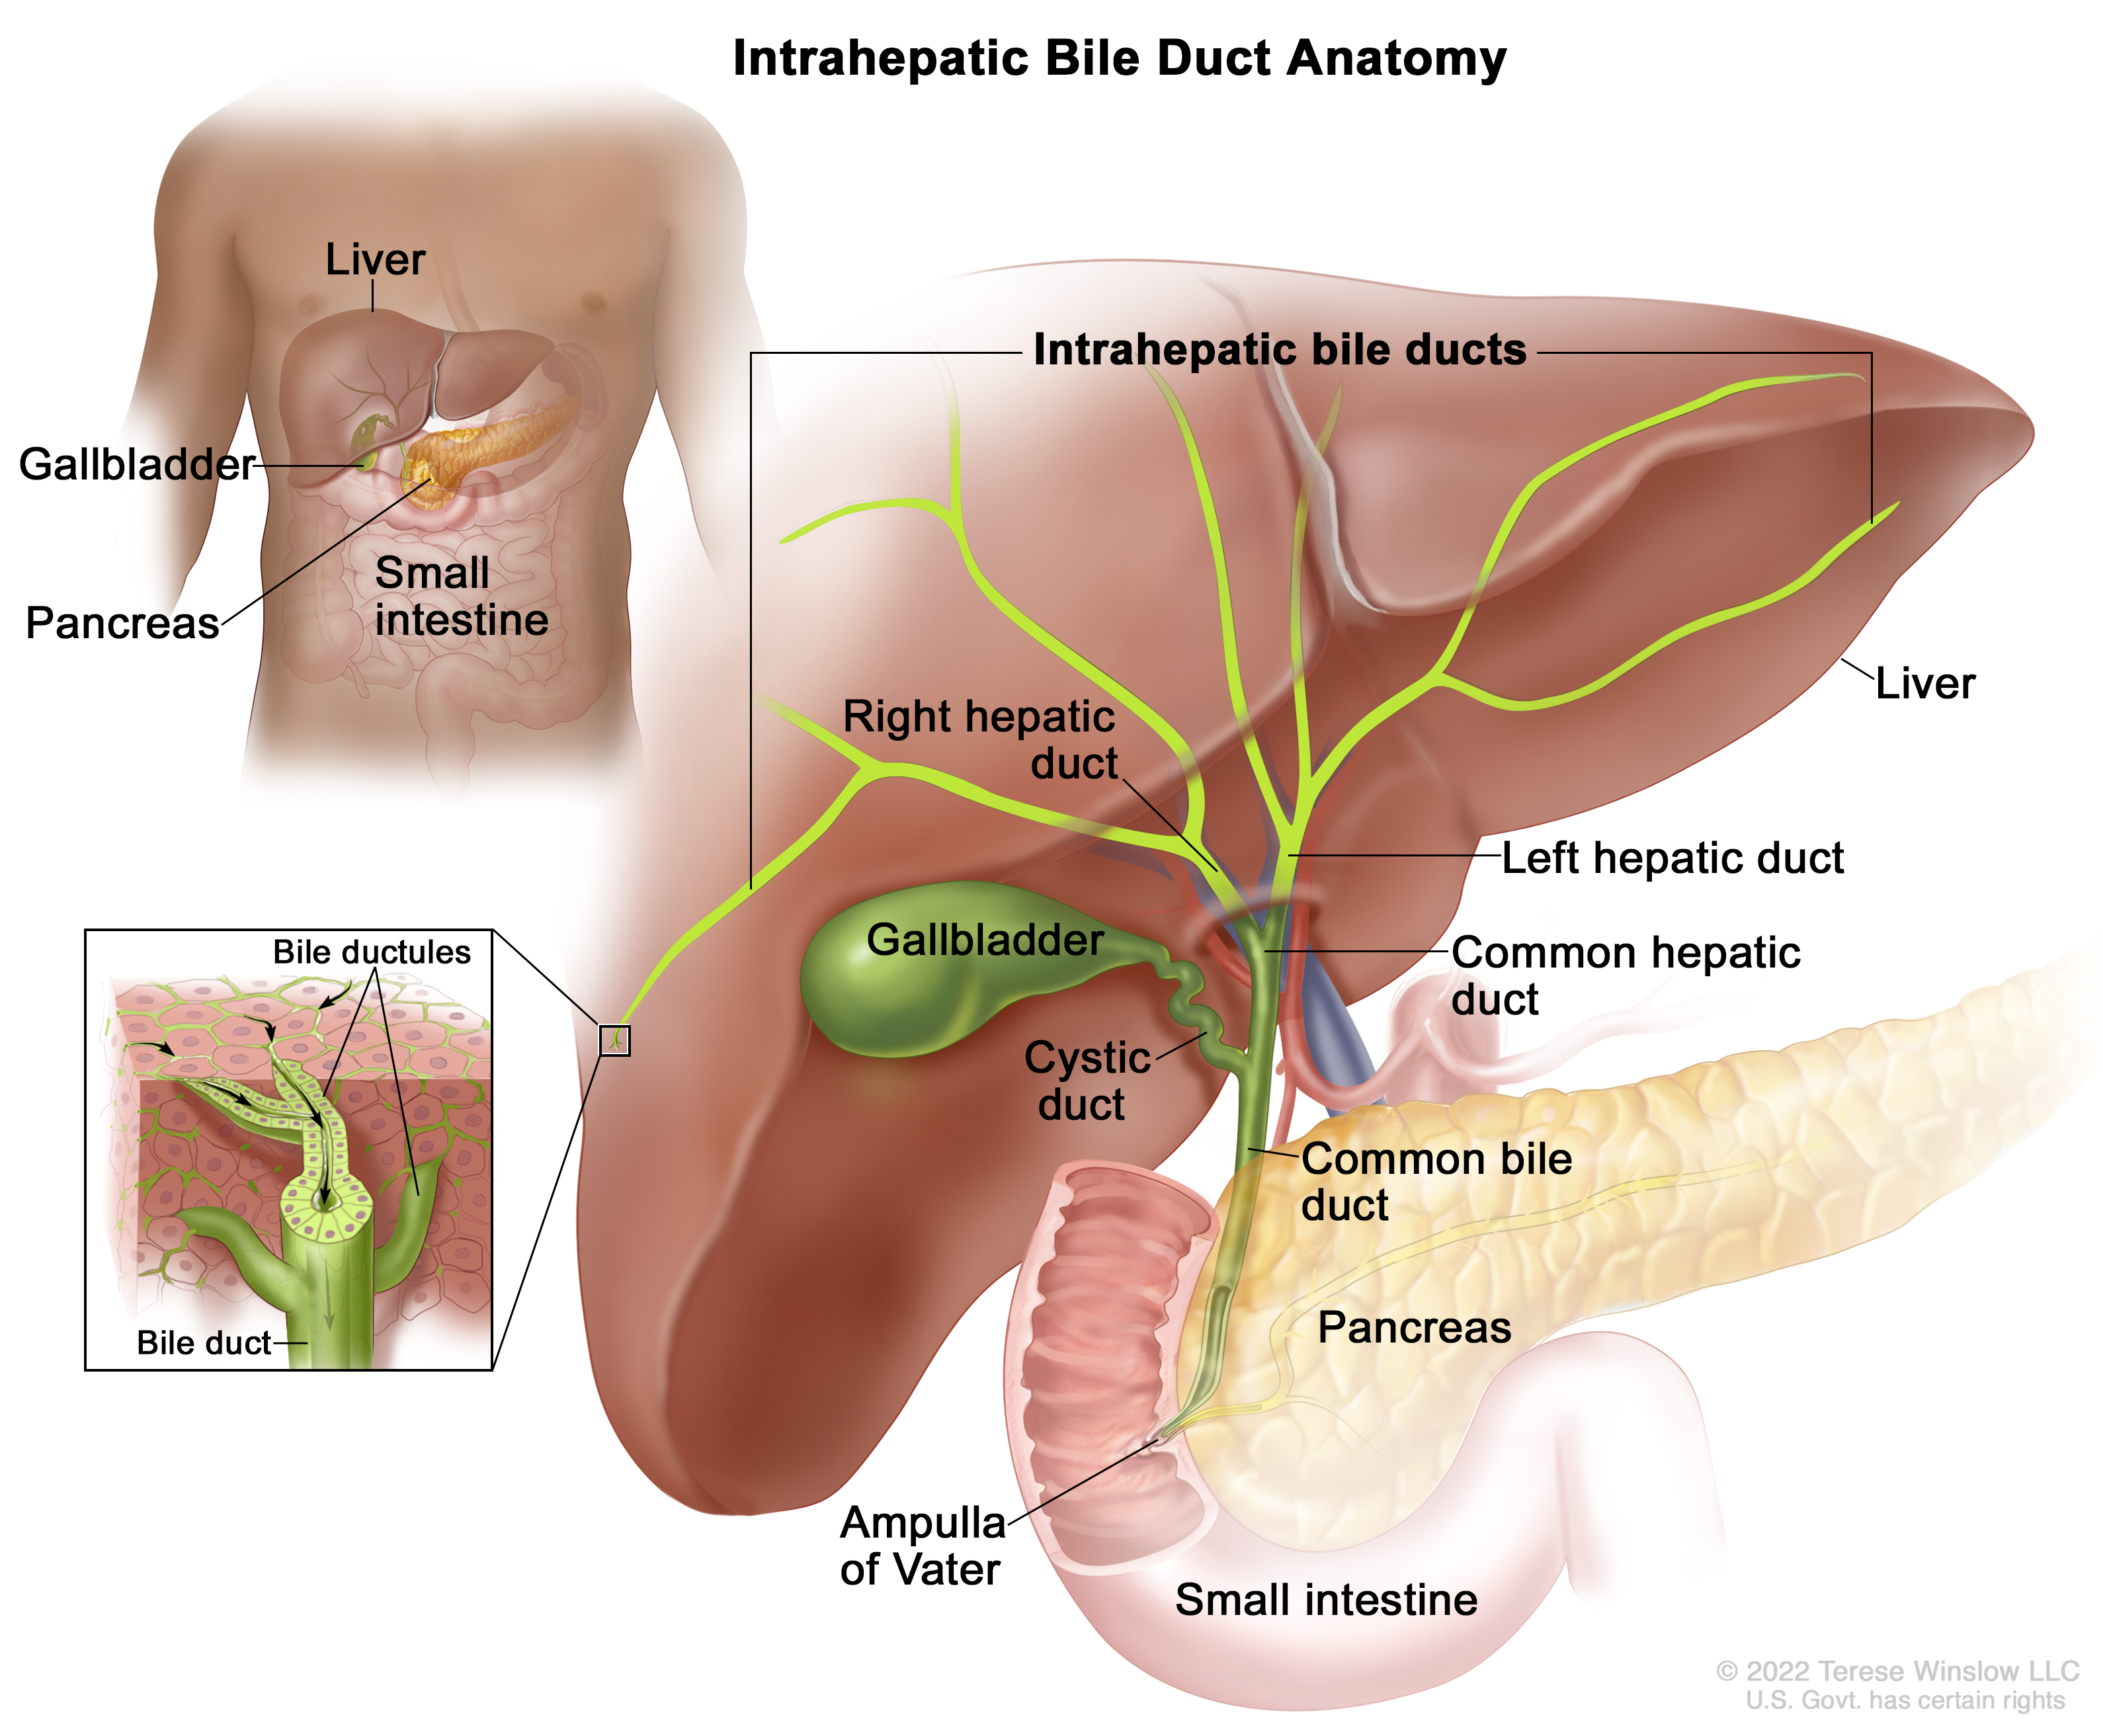 Intrahepatic Bile Duct Anatomy
Liver
Gallbladder
Pancreas
Small
intestine
Intrahepatic bile ducts
Right hepatic
duct
Liver
Left hepatic duct
Gallbladder
Common hepatic
duct
Cystic
duct
Common bile
duct
Pancreas
Ampulla
of Vater
Small intestine
Bile ductules
Bile duct
© 2022 Terese Winslow LLC
U.S. Govt. has certain rights